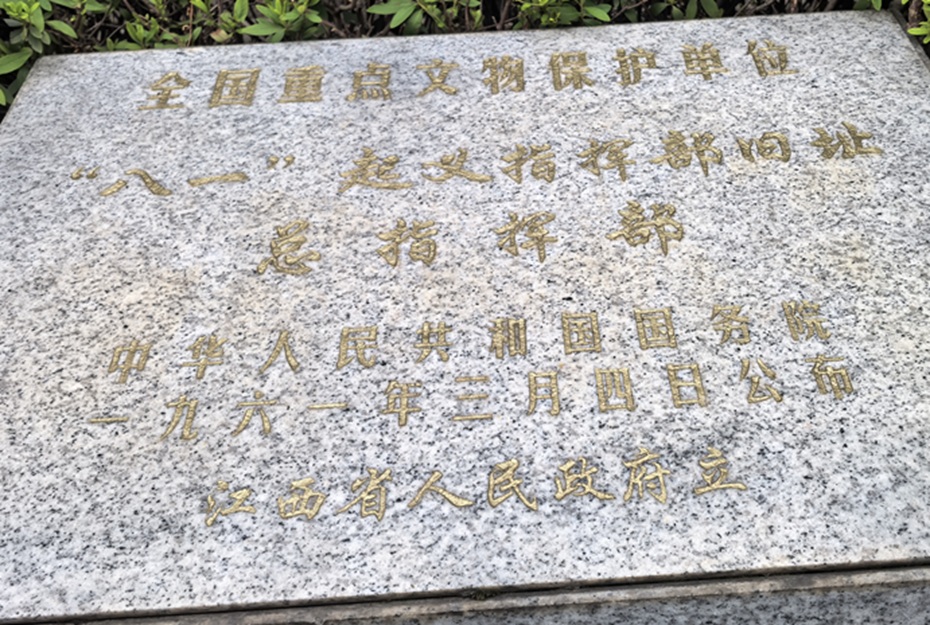 全国重点文物保护单位
“八一”起义指挥部旧址
总指挥部
中华人民共和国国务院
一九六一年三月四日公布
江西省人民政府立